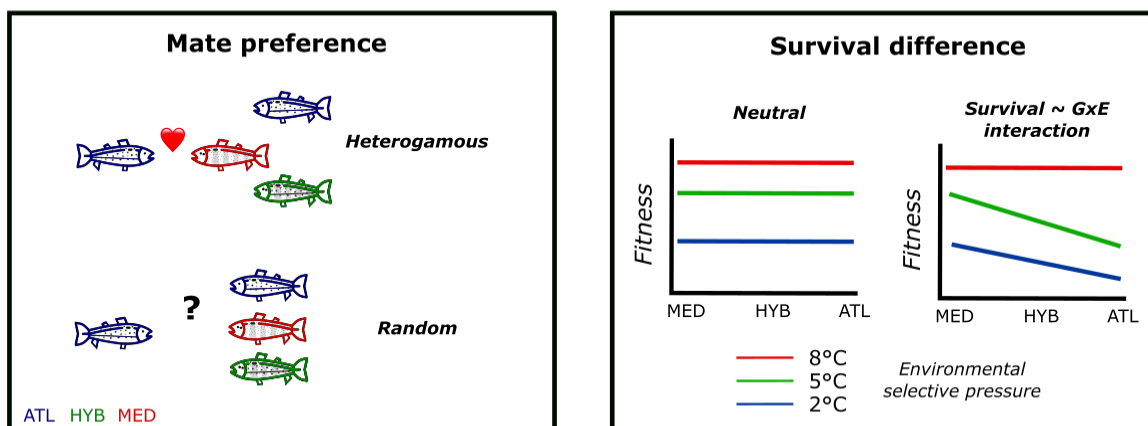 Mate preference
Heterogamous
?
Random
ATL HYB MED
Survival difference
Neutral
Fitness
MED HYB ATL
Survival ~ GxE
interaction
Fitness
MED HYB ATL
8°C
5°C
2°C
Environmental
selective pressure